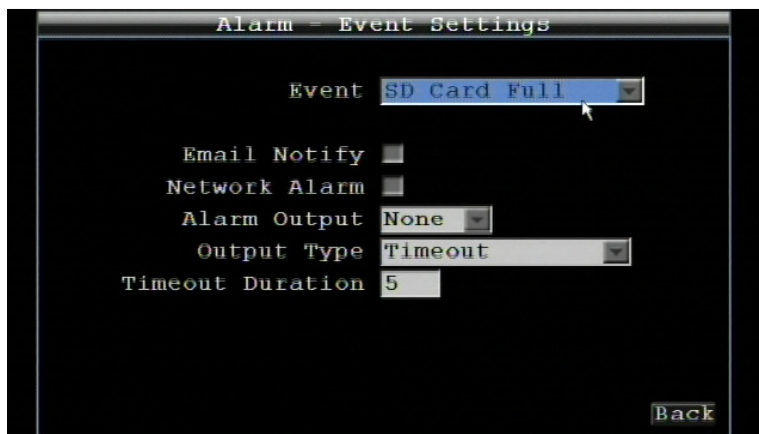 Alarm - Event Settings
Event SD Card Full
Email Notify
Network Alarm
Alarm Output None
Output Type Timeout
Timeout Duration 5
Back